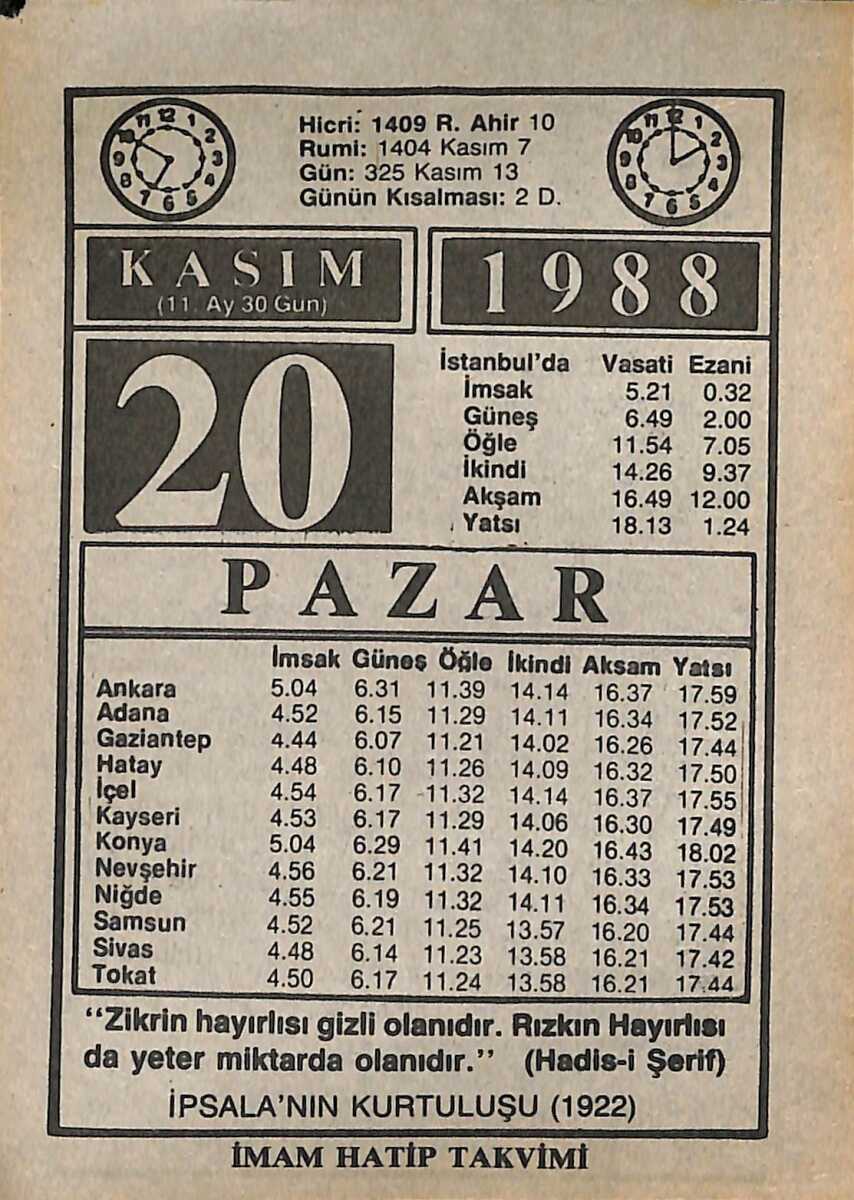 Hicri: 1409 R. Ahir 10
Rumi: 1404 Kasım 7
Gün: 325 Kasım 13
Günün Kısalması: 2 D.
KASIM
(11. Ay 30 Gun)
1988
20
İstanbul'da Vasati Ezani
İmsak 5.21 0.32
Güneş 6.49 2.00
Öğle 11.54 7.05
İkindi 14.26 9.37
Akşam 16.49 12.00
Yatsı 18.13 1.24
PAZAR
İmsak Güneş Öğle İkindi Aksam Yatsı
Ankara 5.04 6.31 11.39 14.14 16.37 17.59
Adana 4.52 6.15 11.29 14.11 16.34 17.52
Gaziantep 4.44 6.07 11.21 14.02 16.26 17.44
Hatay 4.48 6.10 11.26 14.09 16.32 17.50
İçel 4.54 6.17 11.32 14.14 16.37 17.55
Kayseri 4.53 6.17 11.29 14.06 16.30 17.49
Konya 5.04 6.29 11.41 14.20 16.43 18.02
Nevşehir 4.56 6.21 11.32 14.10 16.33 17.53
Niğde 4.55 6.19 11.32 14.11 16.34 17.53
Samsun 4.52 6.21 11.25 13.57 16.20 17.44
Sivas 4.48 6.14 11.23 13.58 16.21 17.42
Tokat 4.50 6.17 11.24 13.58 16.21 17.44
"Zikrin hayırlısı gizli olanıdır. Rızkın Hayırlısı
da yeter miktarda olanıdır." (Hadis-i Şerif)
İPSALA'NIN KURTULUŞU (1922)
İMAM HATİP TAKVİMİ